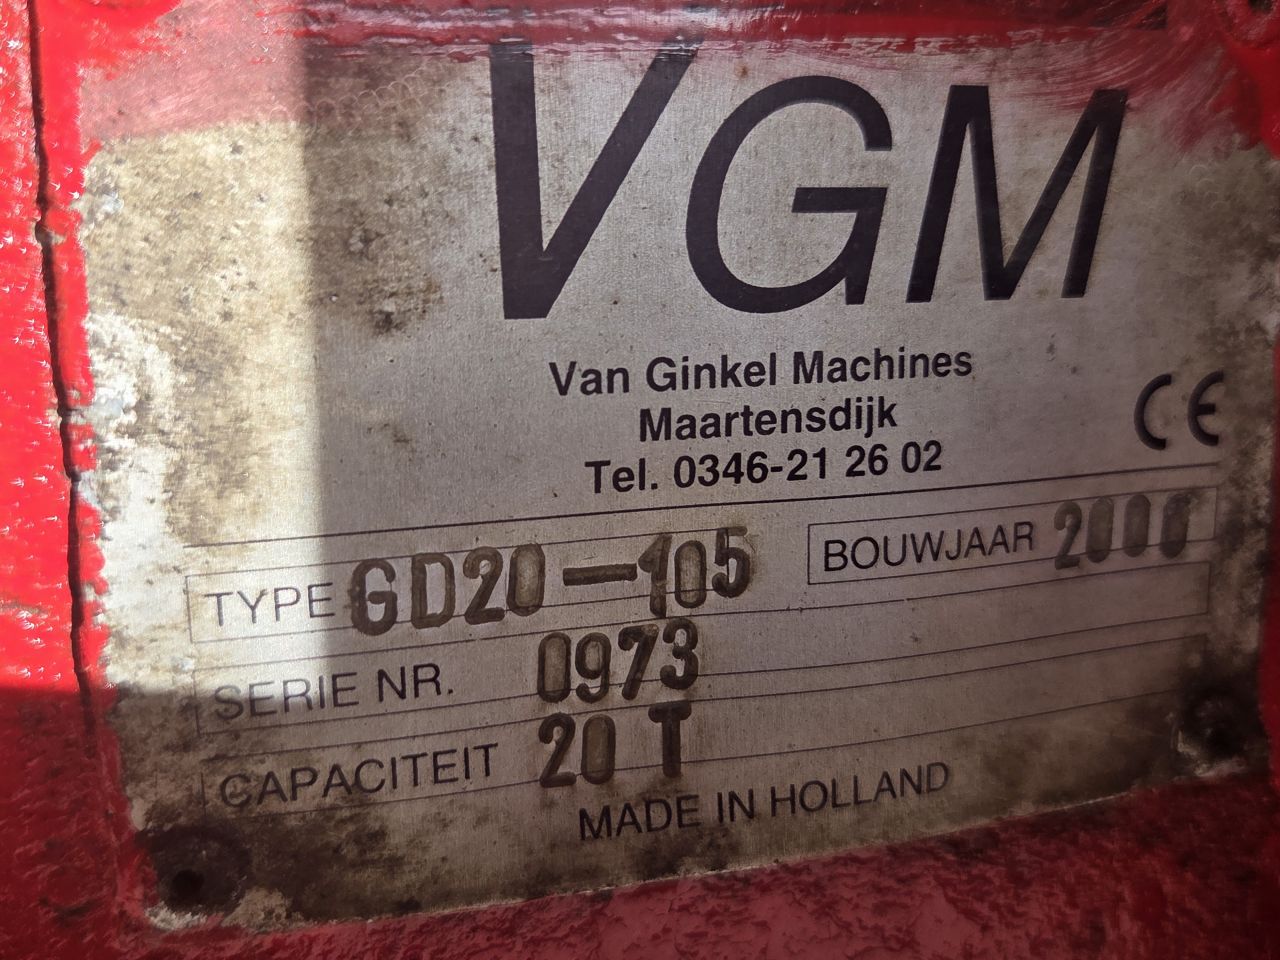 VGM
Van Ginkel Machines
Maartensdijk
Tel. 0346-21 26 02
CE
TYPE GD20-105
BOUWJAAR
SERIE NR. 0973
CAPACITEIT 20 T
MADE IN HOLLAND